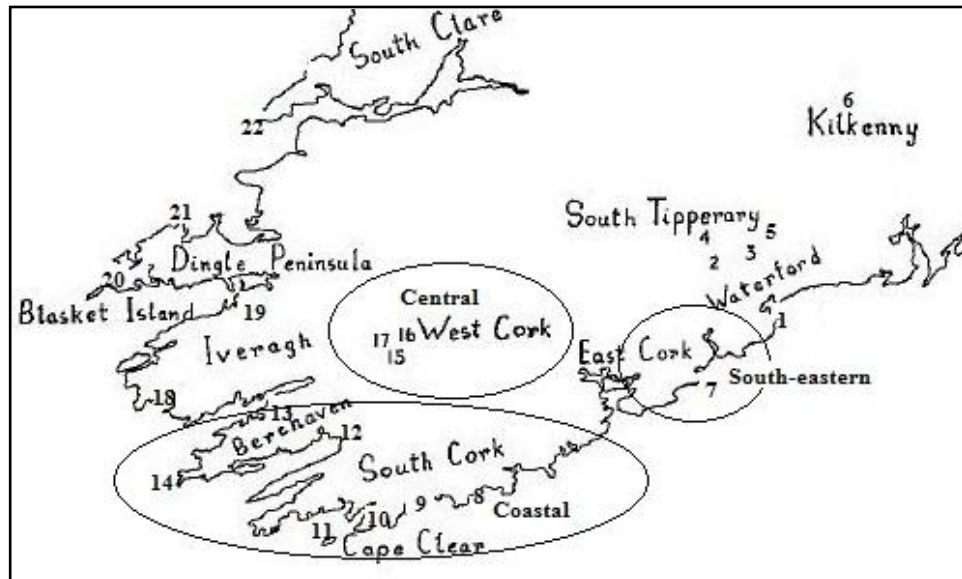 South Clare
22
6
Kilkenny
21
South Tipperary
4
5
2
3
Dingle Peninsula
20
Blasket Island
19
Waterford
1
Central
17 16 West Cork
15
East Cork
South-eastern
7
Iveragh
18
13
Berehaven
12
14
South Cork
9
8
Coastal
11
10
Cape Clear